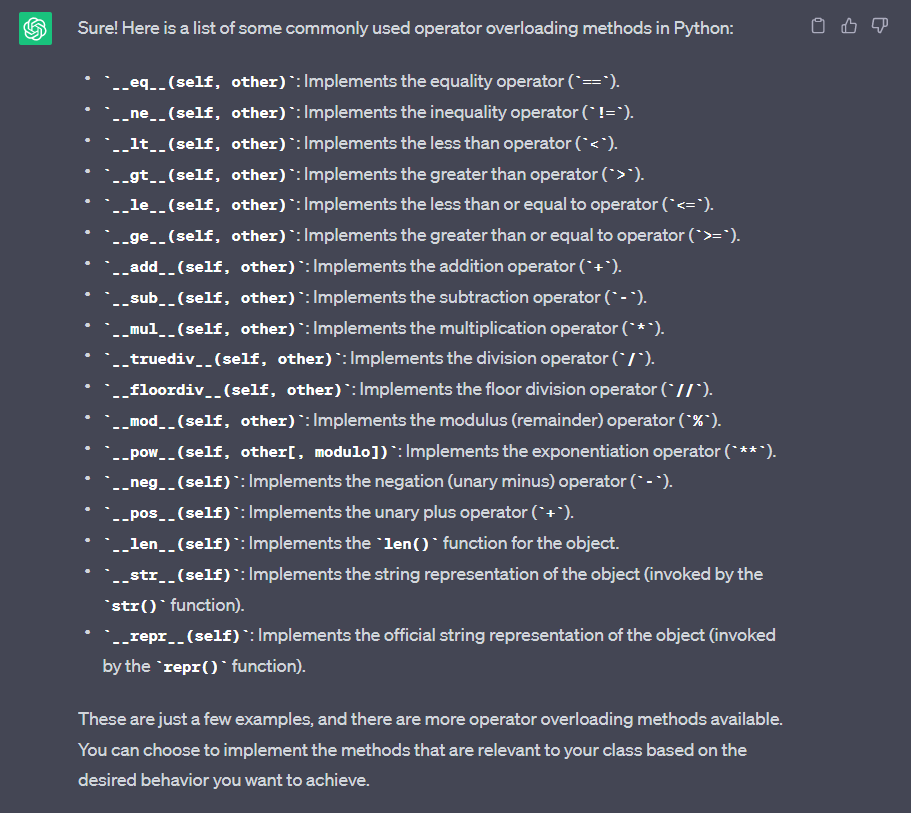 Sure! Here is a list of some commonly used operator overloading methods in Python:
• `__eq__(self, other)`: Implements the equality operator (`==`).
• `__ne__(self, other)`: Implements the inequality operator (`!=`).
• `__lt__(self, other)`: Implements the less than operator (`<`).
• `__gt__(self, other)`: Implements the greater than operator (`>`).
• `__le__(self, other)`: Implements the less than or equal to operator (`<=`).
• `__ge__(self, other)`: Implements the greater than or equal to operator (`>=`).
• `__add__(self, other)`: Implements the addition operator (`+`).
• `__sub__(self, other)`: Implements the subtraction operator (`-`).
• `__mul__(self, other)`: Implements the multiplication operator (`*`).
• `__truediv__(self, other)`: Implements the division operator (`/`).
• `__floordiv__(self, other)`: Implements the floor division operator (`//`).
• `__mod__(self, other)`: Implements the modulus (remainder) operator (`%`).
• `__pow__(self, other[, modulo])`: Implements the exponentiation operator (`**`).
• `__neg__(self)`: Implements the negation (unary minus) operator (`-`).
• `__pos__(self)`: Implements the unary plus operator (`+`).
• `__len__(self)`: Implements the `len()` function for the object.
• `__str__(self)`: Implements the string representation of the object (invoked by the
`str()` function).
• `__repr__(self)`: Implements the official string representation of the object (invoked
by the `repr()` function).
These are just a few examples, and there are more operator overloading methods available.
You can choose to implement the methods that are relevant to your class based on the
desired behavior you want to achieve.